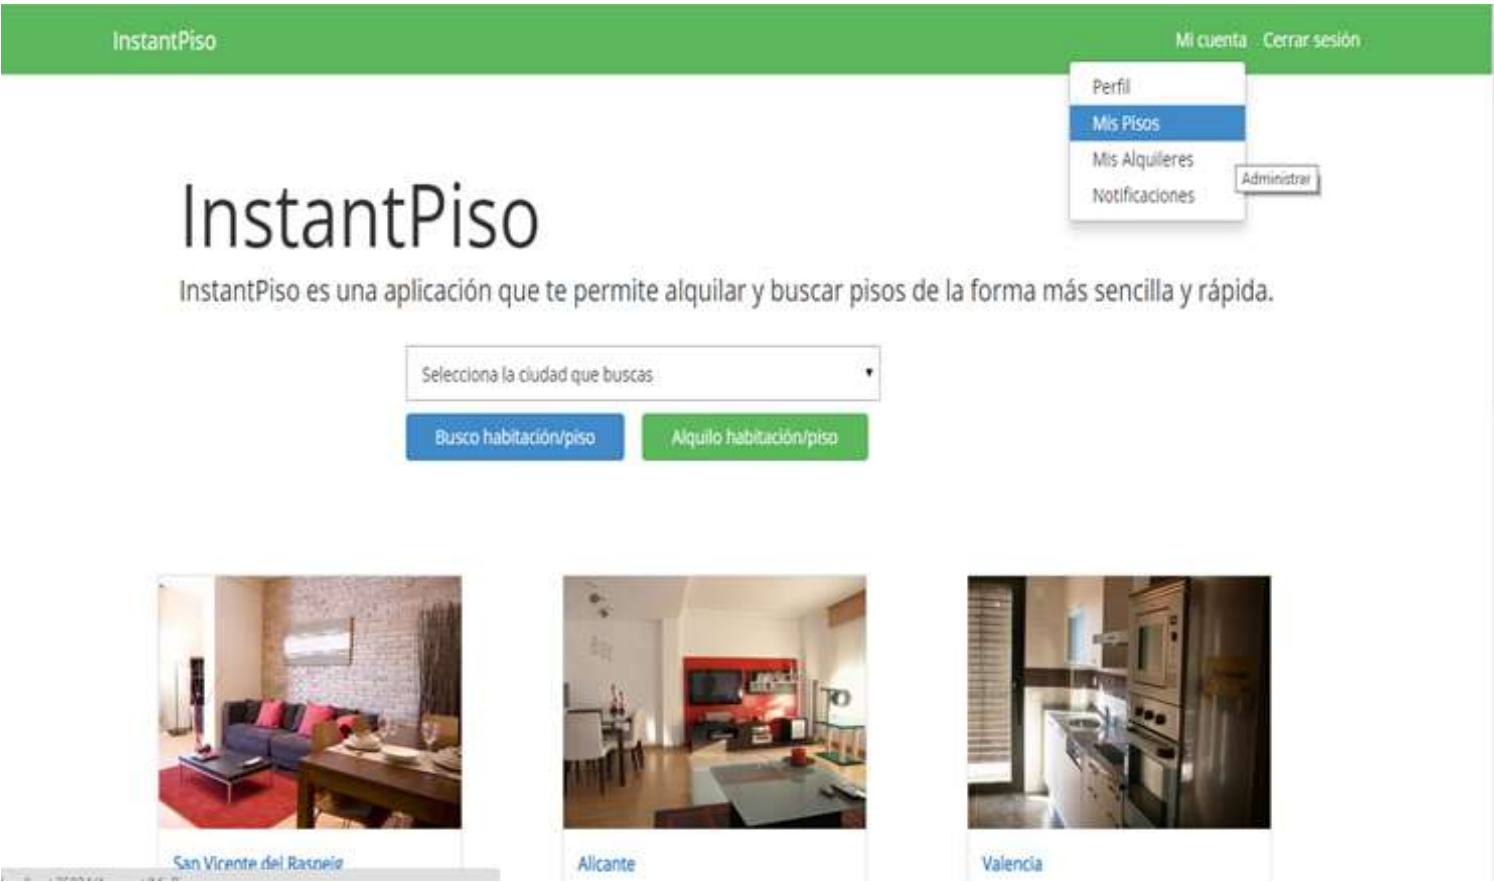 InstantPiso
Mi cuenta Cerrar sesión
Perfil
Mis Pisos
Mis Alquileres
Administrar
Notificaciones
InstantPiso
InstantPiso es una aplicación que te permite alquilar y buscar pisos de la forma más sencilla y rápida.
Selecciona la ciudad que buscas
Busco habitación/piso Alquilo habitación/piso
San Vicente del Raspeig
Alicante
Valencia